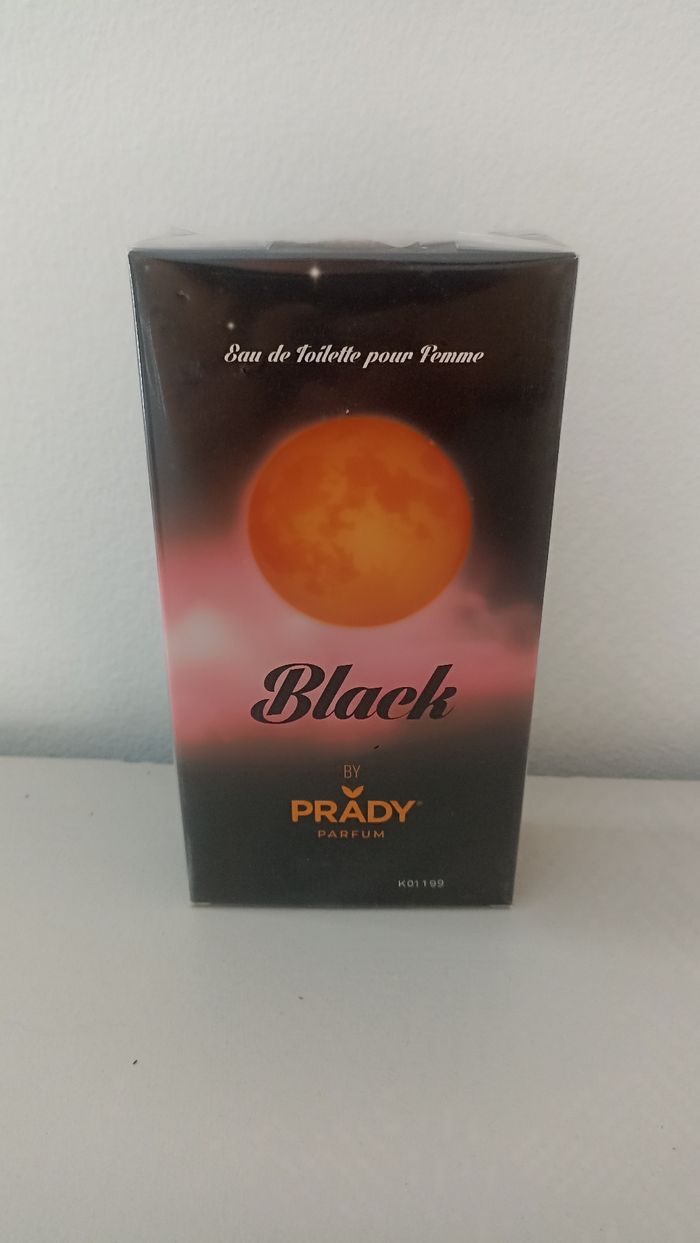 Eau de Toilette pour Femme
Black
BY
PRADY®
PARFUM
K01199